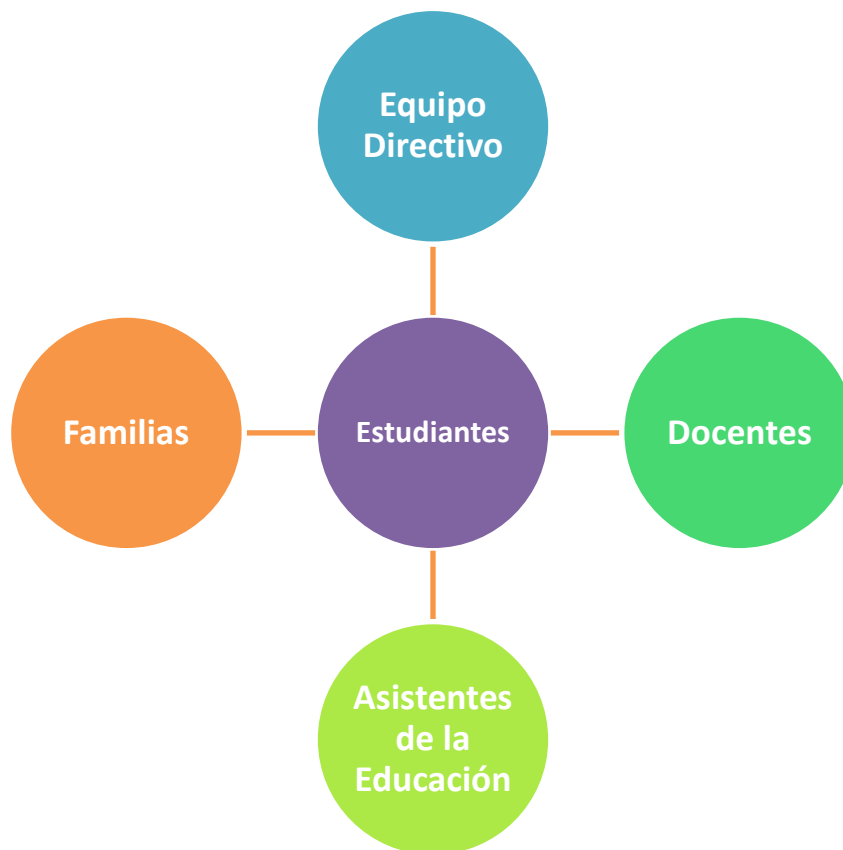 Equipo
Directivo
Familias
Estudiantes
Docentes
Asistentes
de la
Educación